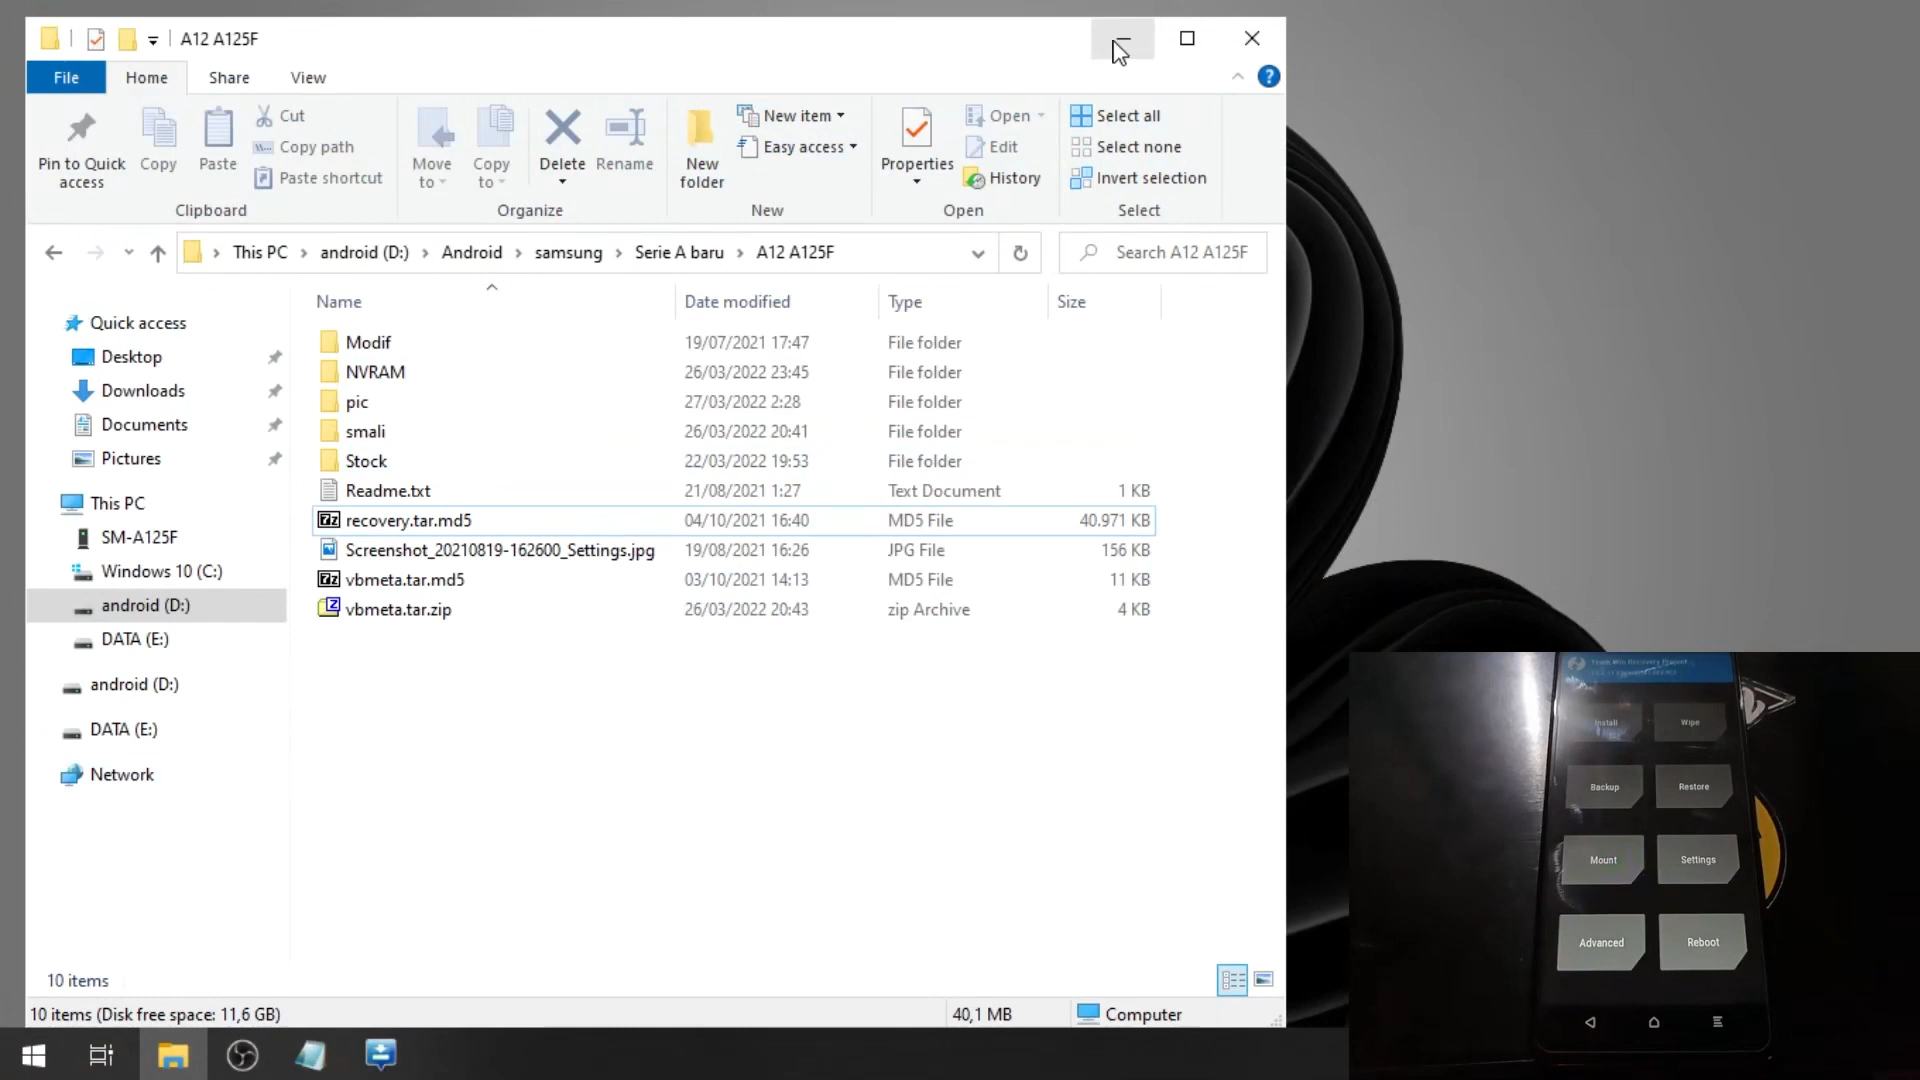 A12 A125F
File
Home
Share
View
Pin to Quick access
Copy
Paste
Cut
Copy path
Paste shortcut
Clipboard
Move to
Copy to
Delete
Rename
Organize
New folder
New item
Easy access
New
Properties
Open
Edit
History
Open
Select all
Select none
Invert selection
Select
This PC > android (D:) > Android > samsung > Serie A baru > A12 A125F
Search A12 A125F
Name Date modified Type Size
Quick access
Desktop
Downloads
Documents
Pictures
This PC
SM-A125F
Windows 10 (C:)
android (D:)
DATA (E:)
android (D:)
DATA (E:)
Network
Modif 19/07/2021 17:47 File folder
NVRAM 26/03/2022 23:45 File folder
pic 27/03/2022 2:28 File folder
smali 26/03/2022 20:41 File folder
Stock 22/03/2022 19:53 File folder
Readme.txt 21/08/2021 1:27 Text Document 1 KB
recovery.tar.md5 04/10/2021 16:40 MD5 File 40.971 KB
Screenshot_20210819-162600_Settings.jpg 19/08/2021 16:26 JPG File 156 KB
vbmeta.tar.md5 03/10/2021 14:13 MD5 File 11 KB
vbmeta.tar.zip 26/03/2022 20:43 zip Archive 4 KB
10 items
10 items (Disk free space: 11,6 GB) 40,1 MB Computer
Team Win Recovery Project
Install Wipe
Backup Restore
Mount Settings
Advanced Reboot